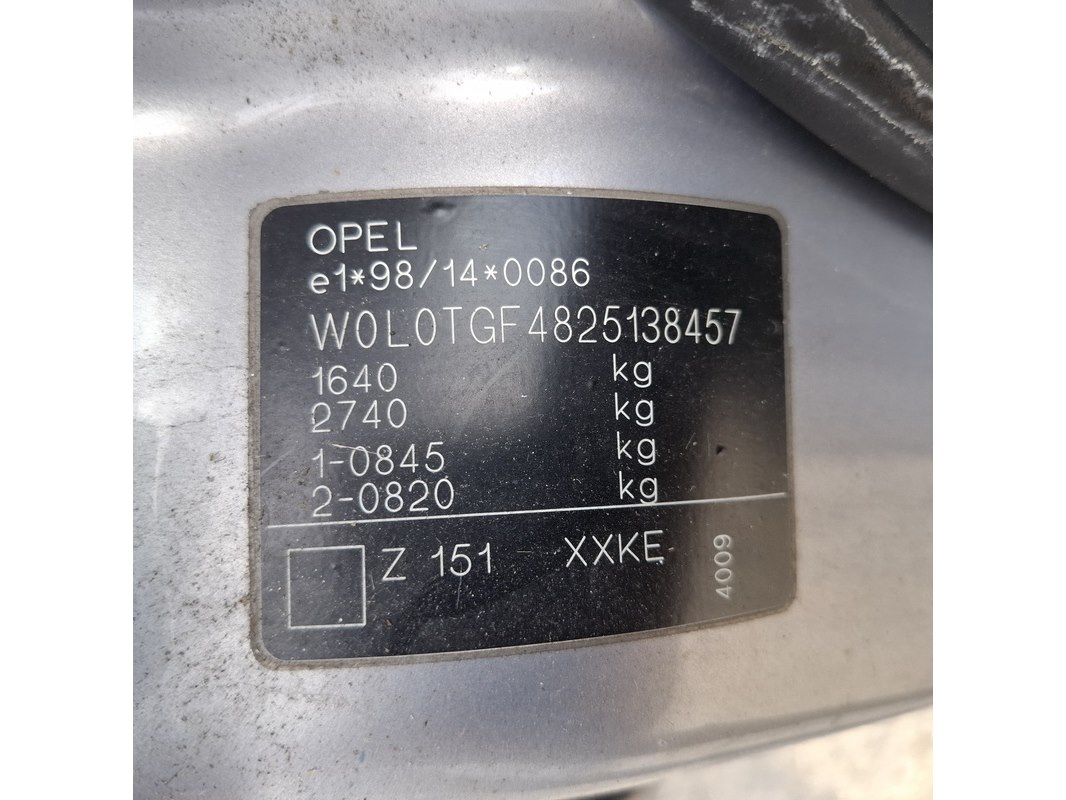 OPEL
e1*98/14*0086
W0L0TGF4825138457
1640 kg
2740 kg
1-0845 kg
2-0820 kg
Z 151 XXKE
4009